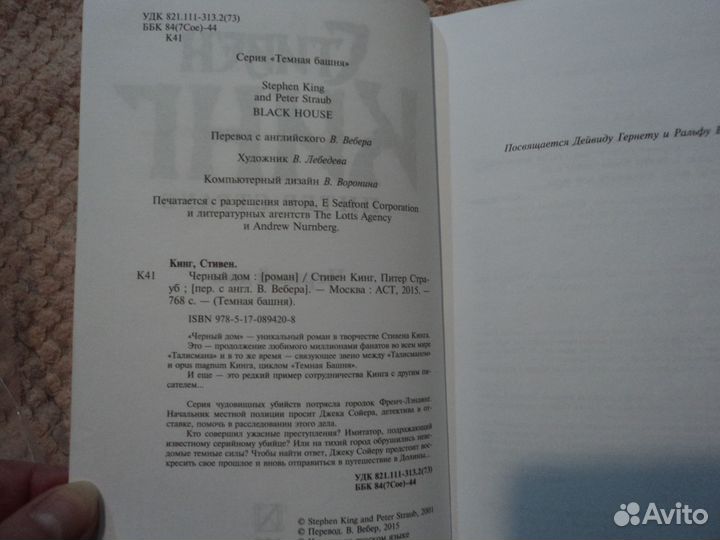 УДК 821.111-313.2(73)
ББК 84(7Сое)-44
К41
Серия «Темная башня»
Stephen King
and Peter Straub
BLACK HOUSE
Перевод с английского В. Вебера
Художник В. Лебедева
Компьютерный дизайн В. Воронина
Печатается с разрешения автора, E Seafront Corporation
и литературных агентств The Lotts Agency
и Andrew Nurnberg.
Кинг, Стивен.
К41 Черный дом : [роман] / Стивен Кинг, Питер Стра-
уб ; [пер. с англ. В. Вебера]. — Москва : АСТ, 2015. —
768 с. — (Темная башня).
ISBN 978-5-17-089420-8
«Черный дом» — уникальный роман в творчестве Стивена Кинга.
Это — продолжение любимого миллионами фанатов во всем мире
«Талисмана» и в то же время — связующее звено между «Талисманом»
и opus magnum Кинга, циклом «Темная Башня».
И еще — это редкий пример сотрудничества Кинга с другим пи-
сателем...
Серия чудовищных убийств потрясла городок Френч-Лэндинг.
Начальник местной полиции просит Джека Сойера, детектива в от-
ставке, помочь в расследовании этого дела.
Кто совершил ужасные преступления? Имитатор, подражающий
известному серийному убийце? Или на тихий город обрушились неве-
домые темные силы? Чтобы найти ответ, Джеку Сойеру предстоит вос-
кресить свое прошлое и вновь отправиться в путешествие в Долины...
УДК 821.111-313.2(73)
ББК 84(7Сое)-44
© Stephen King and Peter Straub, 2001
© Перевод. В. Вебер, 2015
языке
Посвящается Дейвиду Гернету и Ральфу
СТИВЕН
КИНГ
Avito